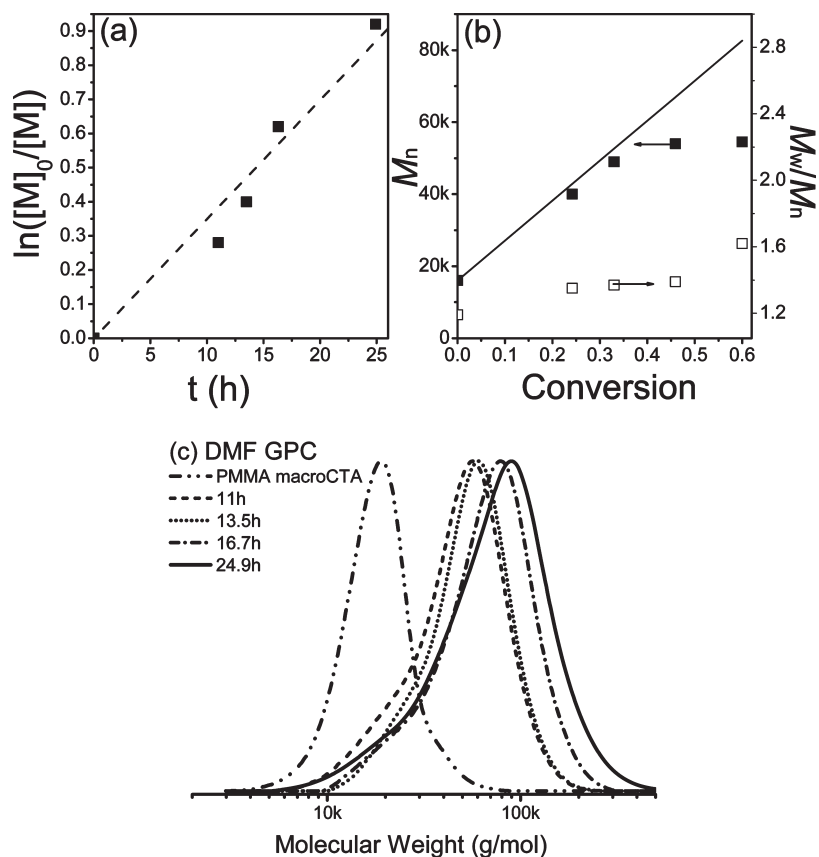 (a)
0.9
0.8
0.7
0.6
0.5
0.4
0.3
0.2
0.1
0.0
ln([M]0/[M])
0 5 10 15 20 25
t (h)
(b)
80k
60k
40k
20k
0
Mn
2.8
2.4
2.0
1.6
1.2
Mw/Mn
0.0 0.1 0.2 0.3 0.4 0.5 0.6
Conversion
(c) DMF GPC
PMMA macroCTA
11h
13.5h
16.7h
24.9h
10k 100k
Molecular Weight (g/mol)